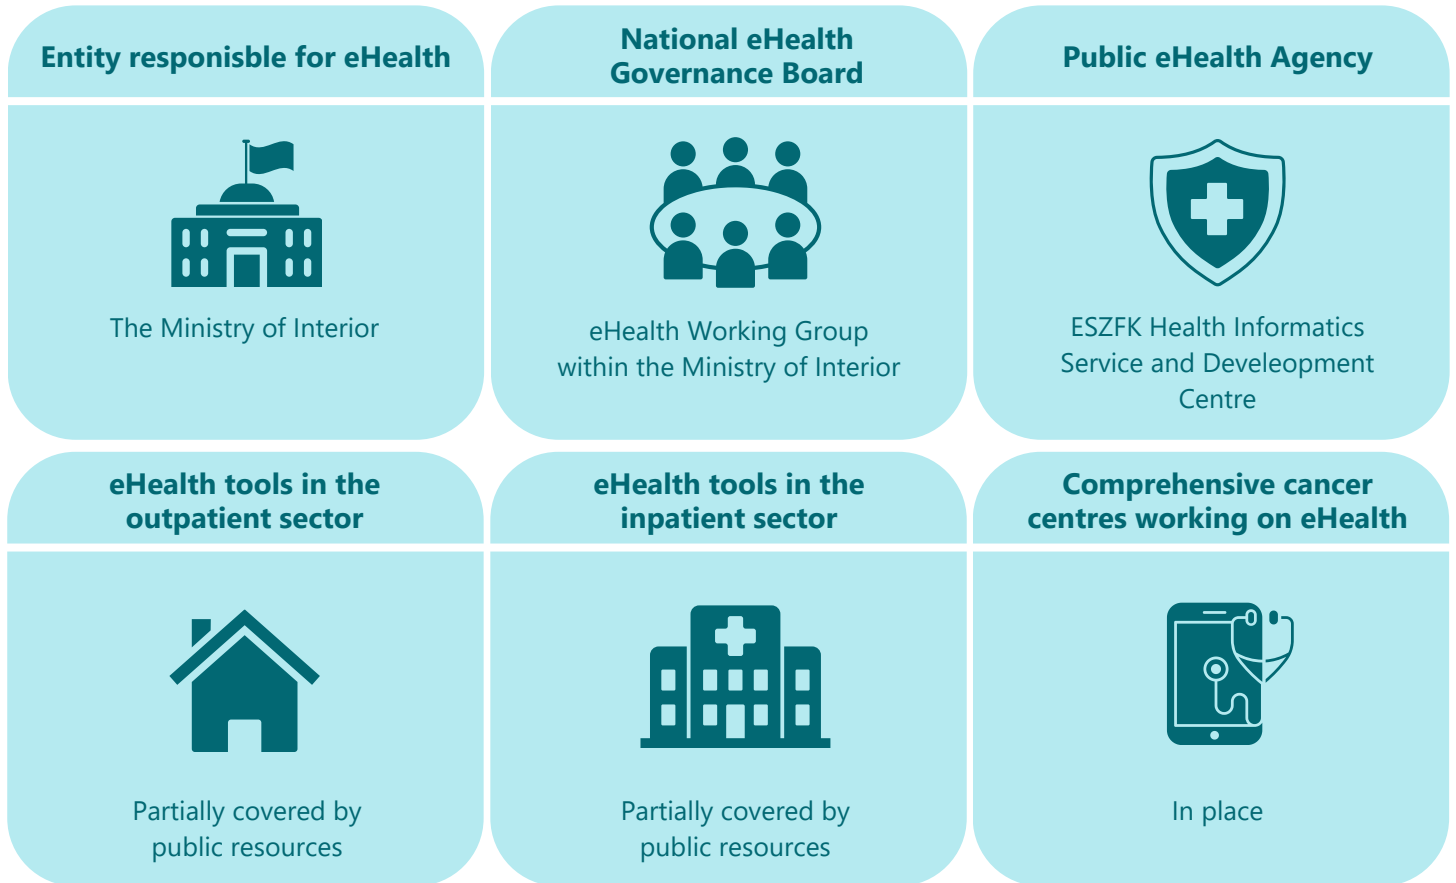 Entity responisble for eHealth
National eHealth
Governance Board
Public eHealth Agency
The Ministry of Interior
eHealth Working Group
within the Ministry of Interior
ESZFK Health Informatics
Service and Develeopment
Centre
eHealth tools in the
outpatient sector
eHealth tools in the
inpatient sector
Comprehensive cancer
centres working on eHealth
Partially covered by
public resources
Partially covered by
public resources
In place